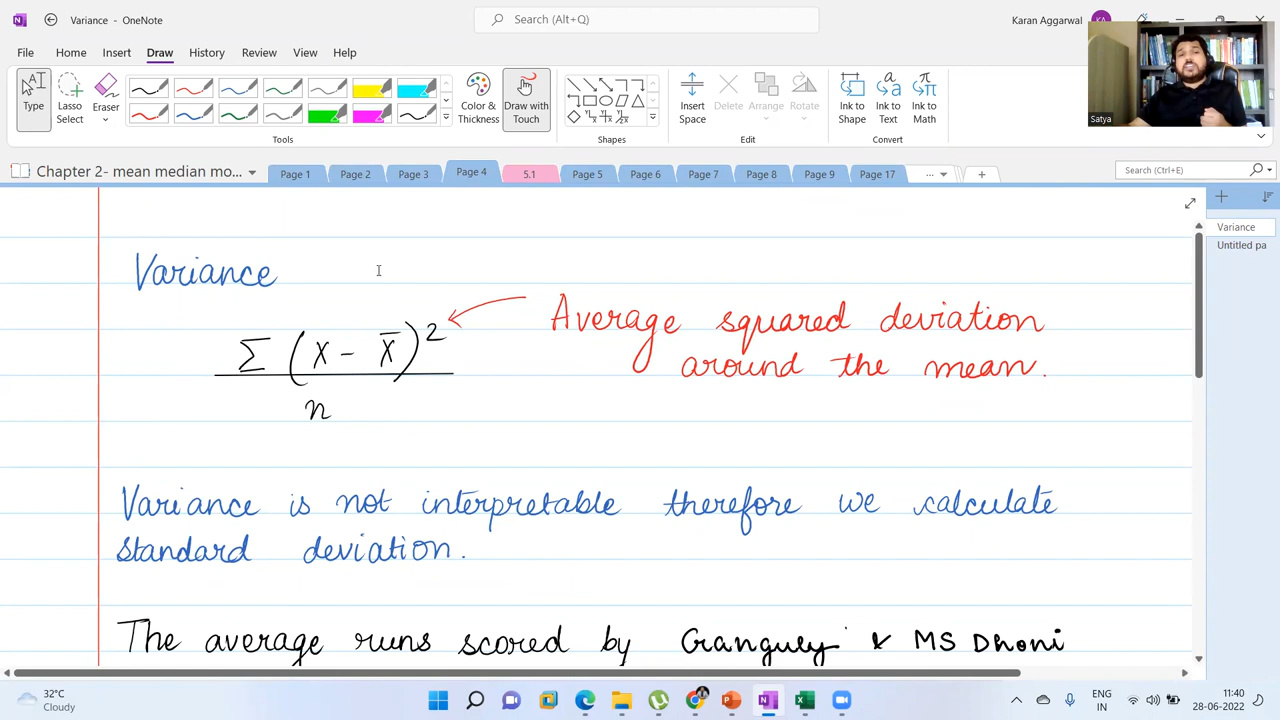 Variance - OneNote
Search (Alt+Q)
Karan Aggarwal
KA
File Home Insert Draw History Review View Help
Type
Lasso Select
Eraser
Color & Thickness
Draw with Touch
Insert Space
Delete
Arrange
Rotate
Ink to Shape
Ink to Text
Ink to Math
Tools
Shapes
Edit
Convert
Satya
Chapter 2- mean median mo...
Page 1
Page 2
Page 3
Page 4
5.1
Page 5
Page 6
Page 7
Page 8
Page 9
Page 17
...
+
Search (Ctrl+E)
Variance
Untitled pa
Variance
Σ (X - X̄)²
n
Average squared deviation
around the mean.
Variance is not interpretable therefore we calculate
standard deviation.
The average runs scored by Granguly & MS Dhoni
32°C
Cloudy
ENG
IN
11:40
28-06-2022